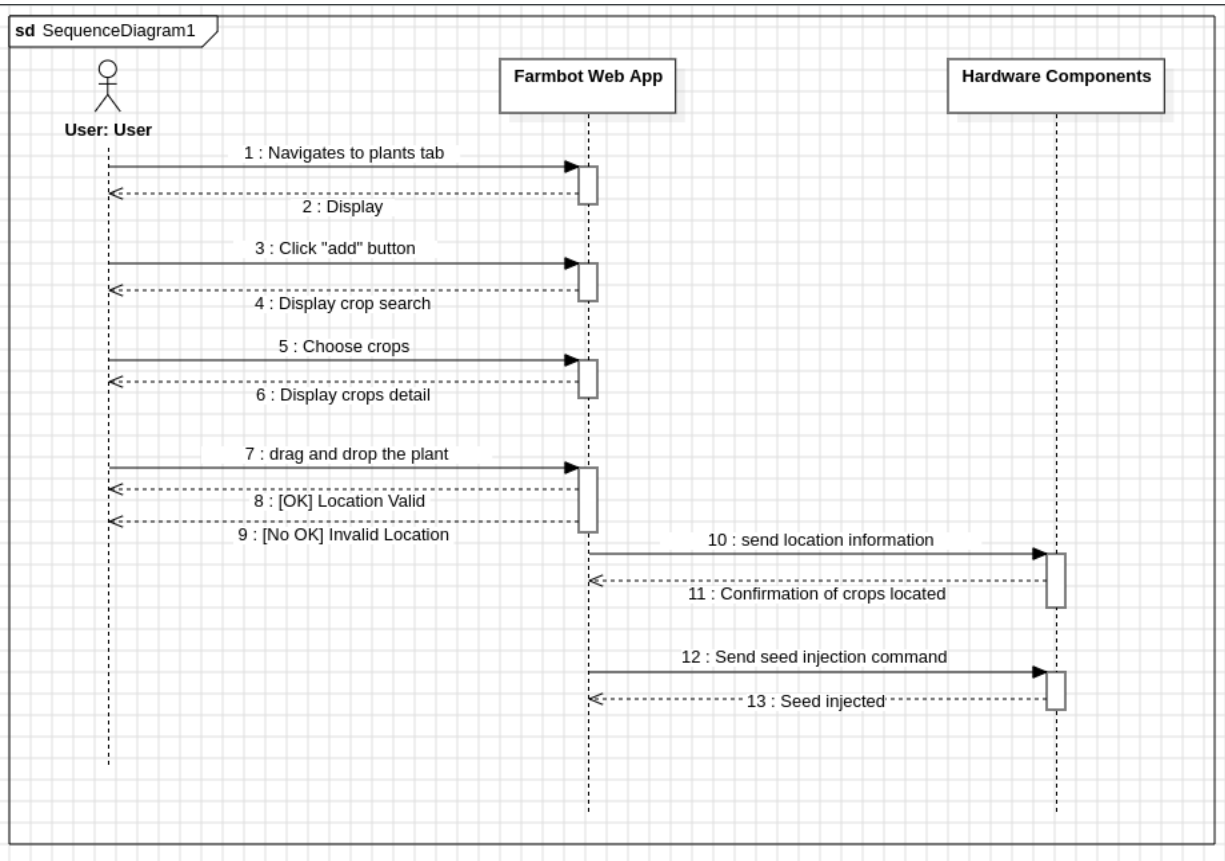 sd SequenceDiagram1
Farmbot Web App
Hardware Components
User: User
1 : Navigates to plants tab
2 : Display
3 : Click "add" button
4 : Display crop search
5 : Choose crops
6 : Display crops detail
7 : drag and drop the plant
8 : [OK] Location Valid
9 : [No OK] Invalid Location
10 : send location information
11 : Confirmation of crops located
12 : Send seed injection command
13 : Seed injected